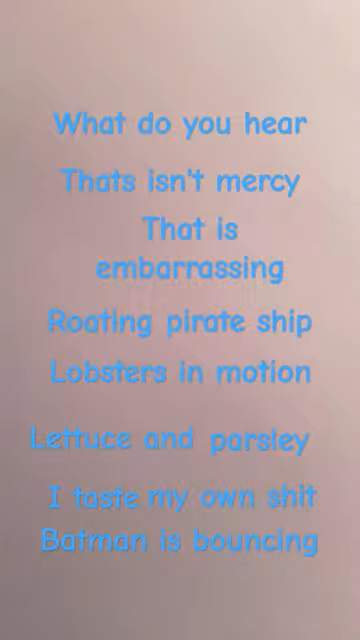 What do you hear
Thats isn't mercy
That is
embarrassing
Roating pirate ship
Lobsters in motion
Lettuce and parsley
I taste my own shit
Batman is bouncing